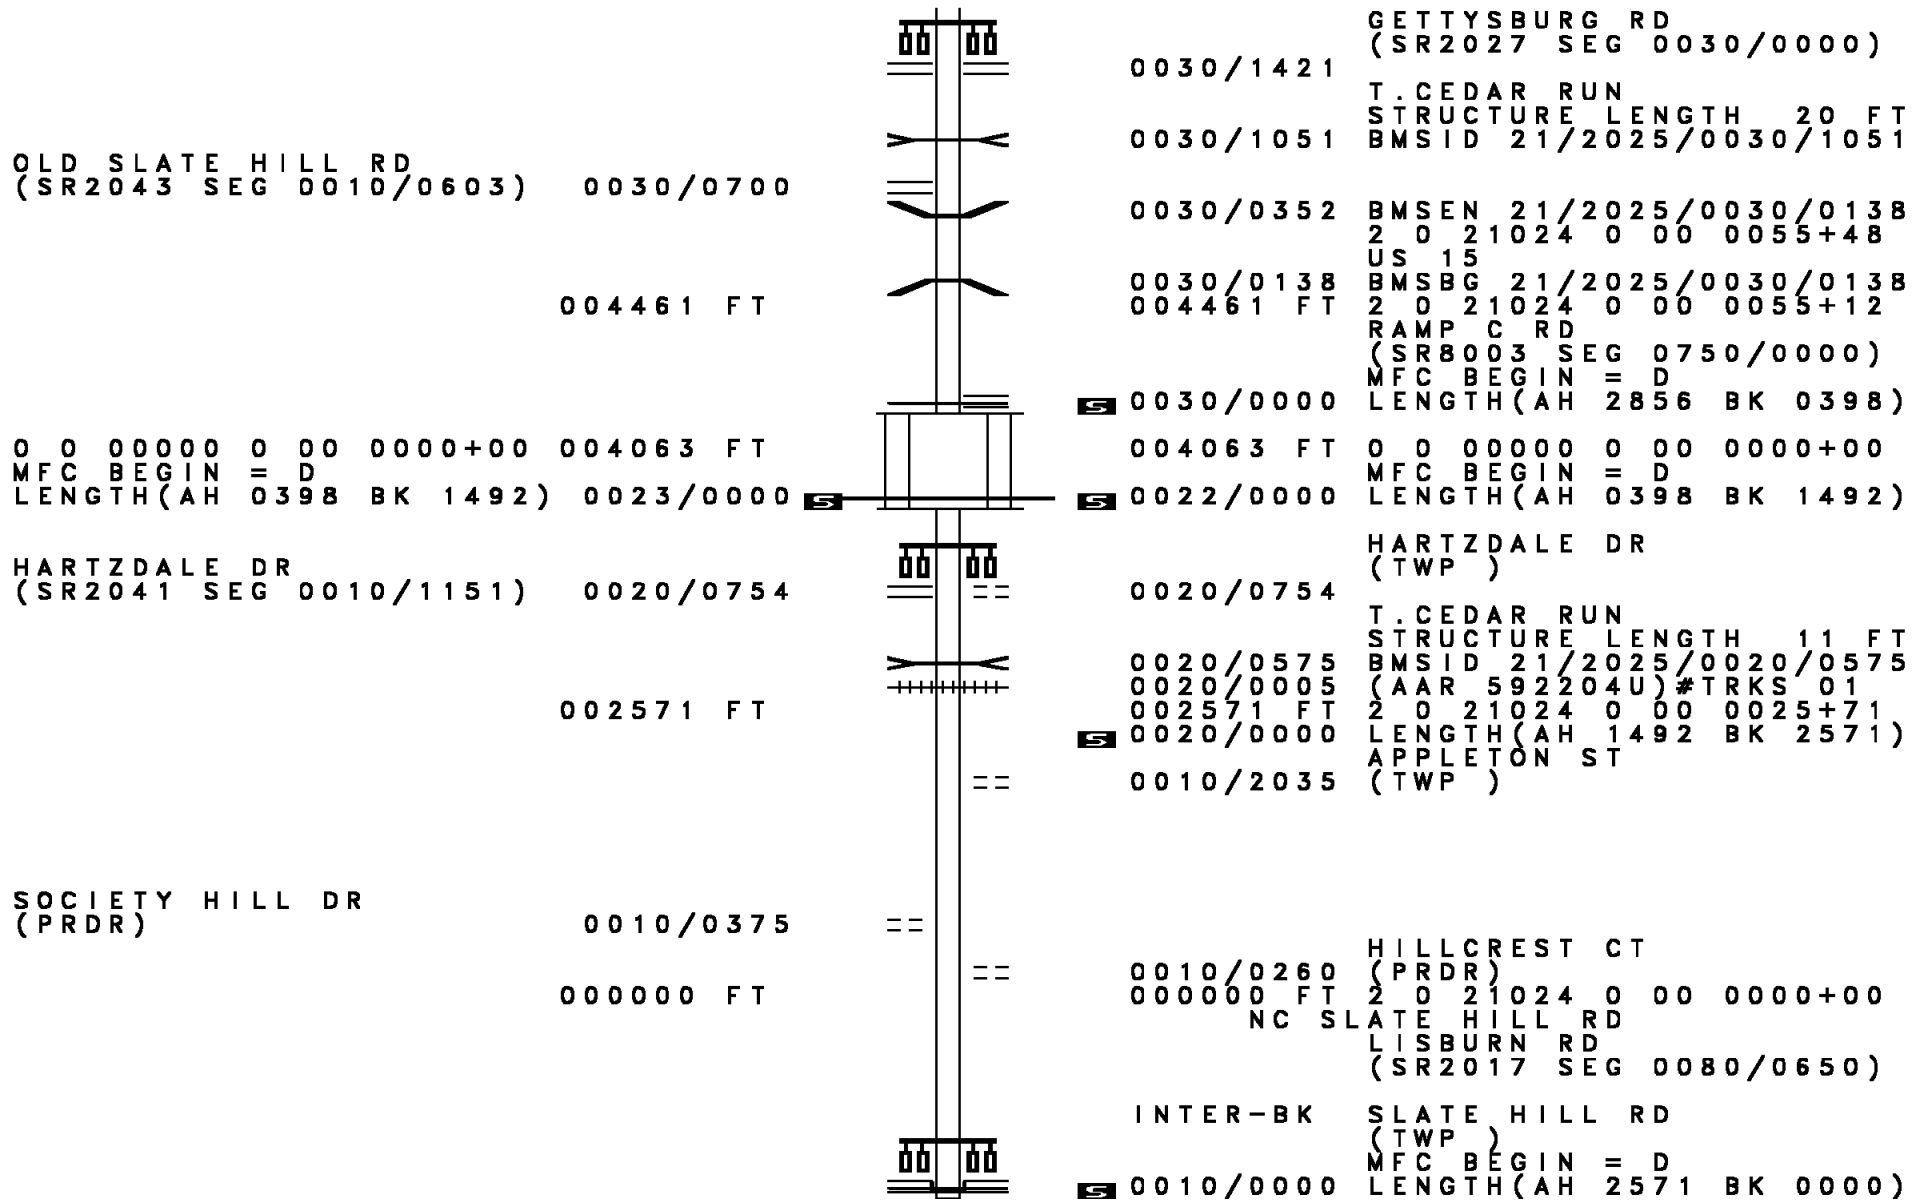 GETTYSBURG RD
(SR2027 SEG 0030/0000)
0030/1421
T.CEDAR RUN
STRUCTURE LENGTH 20 FT
0030/1051 BMSID 21/2025/0030/1051
OLD SLATE HILL RD
(SR2043 SEG 0010/0603) 0030/0700
0030/0352 BMSEN 21/2025/0030/0138
2 0 21024 0 00 0055+48
US 15
0030/0138 BMSBG 21/2025/0030/0138
004461 FT 004461 FT 2 0 21024 0 00 0055+12
RAMP C RD
(SR8003 SEG 0750/0000)
MFC BEGIN = D
S 0030/0000 LENGTH(AH 2856 BK 0398)
0 0 00000 0 00 0000+00 004063 FT 004063 FT 0 0 00000 0 00 0000+00
MFC BEGIN = D MFC BEGIN = D
LENGTH(AH 0398 BK 1492) 0023/0000 S S 0022/0000 LENGTH(AH 0398 BK 1492)
HARTZDALE DR
(TWP )
HARTZDALE DR
(SR2041 SEG 0010/1151) 0020/0754 0020/0754
T.CEDAR RUN
STRUCTURE LENGTH 11 FT
0020/0575 BMSID 21/2025/0020/0575
0020/0005 (AAR 592204U)#TRKS 01
002571 FT 002571 FT 2 0 21024 0 00 0025+71
S 0020/0000 LENGTH(AH 1492 BK 2571)
APPLETON ST
0010/2035 (TWP )
SOCIETY HILL DR
(PRDR) 0010/0375
HILLCREST CT
0010/0260 (PRDR)
000000 FT 000000 FT 2 0 21024 0 00 0000+00
NC SLATE HILL RD
LISBURN RD
(SR2017 SEG 0080/0650)
INTER-BK SLATE HILL RD
(TWP )
MFC BEGIN = D
S 0010/0000 LENGTH(AH 2571 BK 0000)